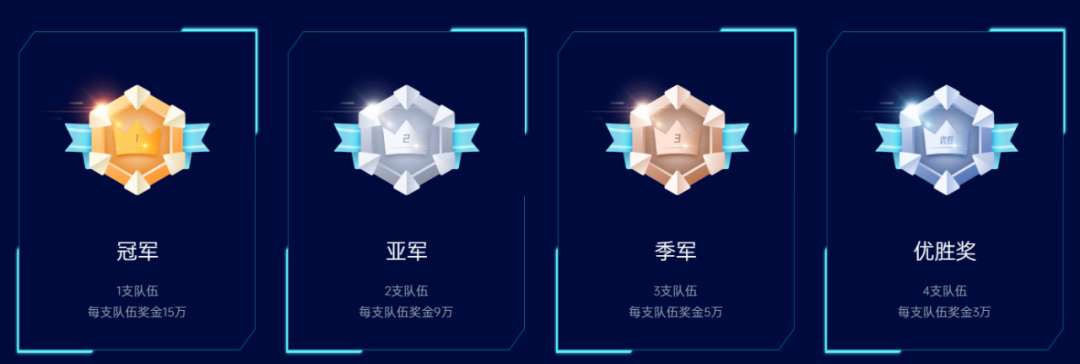 1
2
3
优胜
冠军
亚军
季军
优胜奖
1支队伍
2支队伍
3支队伍
4支队伍
每支队伍奖金15万
每支队伍奖金9万
每支队伍奖金5万
每支队伍奖金3万